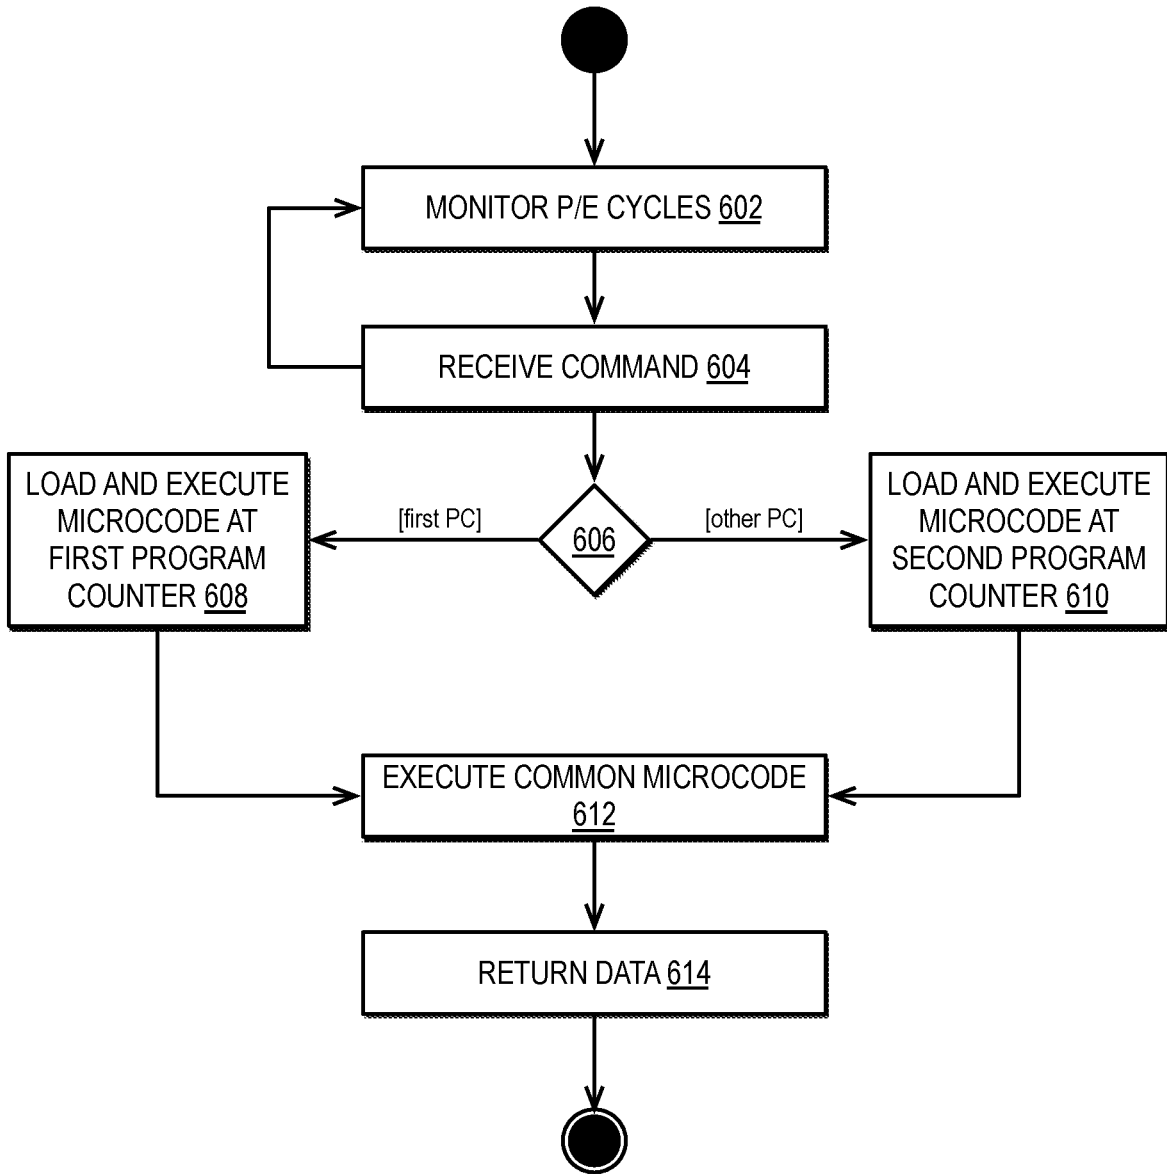 MONITOR P/E CYCLES 602
RECEIVE COMMAND 604
LOAD AND EXECUTE
MICROCODE AT
FIRST PROGRAM
COUNTER 608
[first PC]
606
[other PC]
LOAD AND EXECUTE
MICROCODE AT
SECOND PROGRAM
COUNTER 610
EXECUTE COMMON MICROCODE
612
RETURN DATA 614